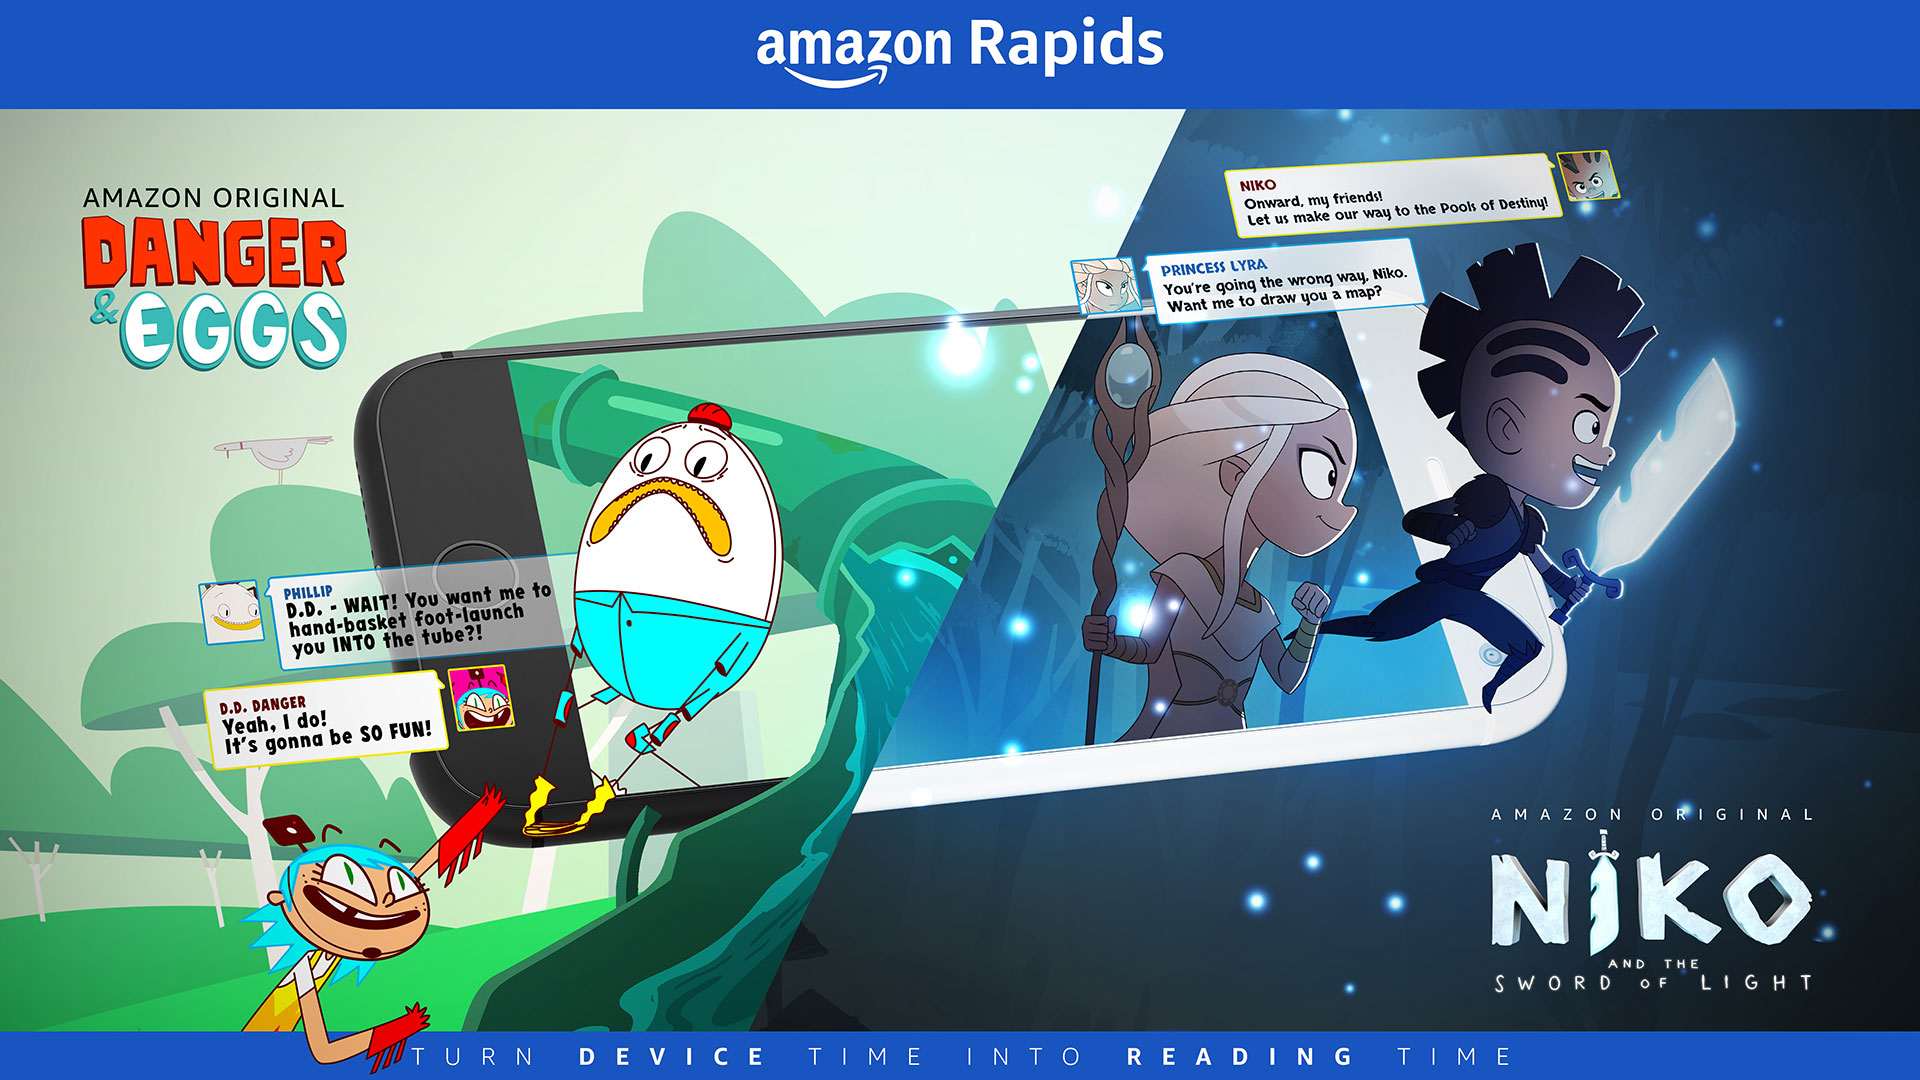 amazon Rapids
AMAZON ORIGINAL
DANGER
& EGGS
NIKO
Onward, my friends!
Let us make our way to the Pools of Destiny!
PRINCESS LYRA
You're going the wrong way, Niko.
Want me to draw you a map?
PHILLIP
D.D. - WAIT! You want me to
hand-basket foot-launch
you INTO the tube?!
D.D. DANGER
Yeah, I do!
It's gonna be SO FUN!
AMAZON ORIGINAL
NIKO
AND THE
SWORD OF LIGHT
TURN DEVICE TIME INTO READING TIME